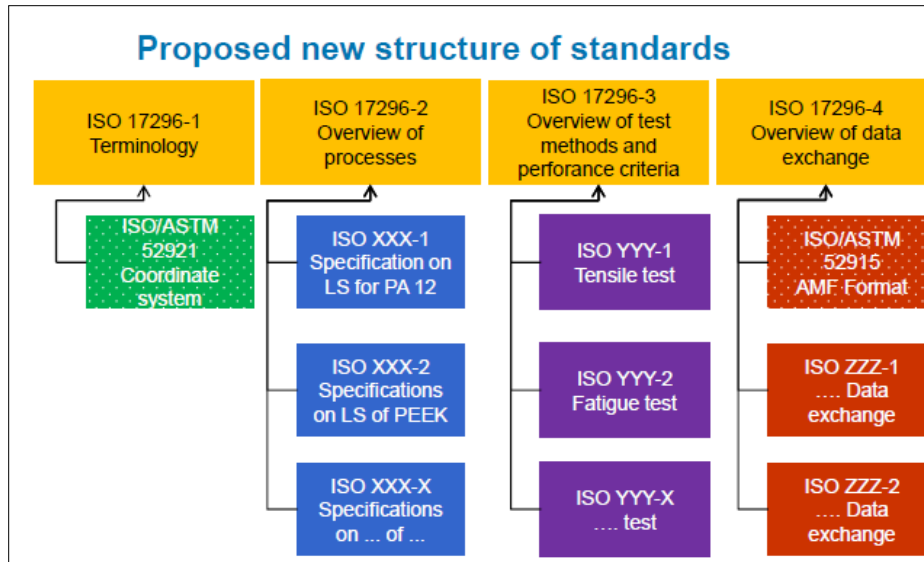 Proposed new structure of standards
ISO 17296-1
Terminology
ISO 17296-2
Overview of
processes
ISO 17296-3
Overview of test
methods and
perforance criteria
ISO 17296-4
Overview of data
exchange
ISO/ASTM
52921
Coordinate
system
ISO XXX-1
Specification on
LS for PA 12
ISO YYY-1
Tensile test
ISO/ASTM
52915
AMF Format
ISO XXX-2
Specifications
on LS of PEEK
ISO YYY-2
Fatigue test
ISO ZZZ-1
…. Data
exchange
ISO XXX-X
Specifications
on ... of ...
ISO YYY-X
…. test
ISO ZZZ-2
…. Data
exchange